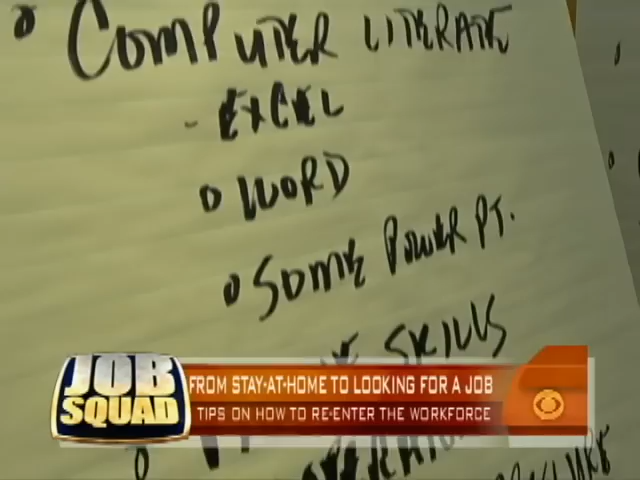 COMPUTER LITERATE
- EXCEL
WORD
SOME POWER PT.
SKILLS
JOB SQUAD
FROM STAY-AT-HOME TO LOOKING FOR A JOB
TIPS ON HOW TO RE-ENTER THE WORKFORCE